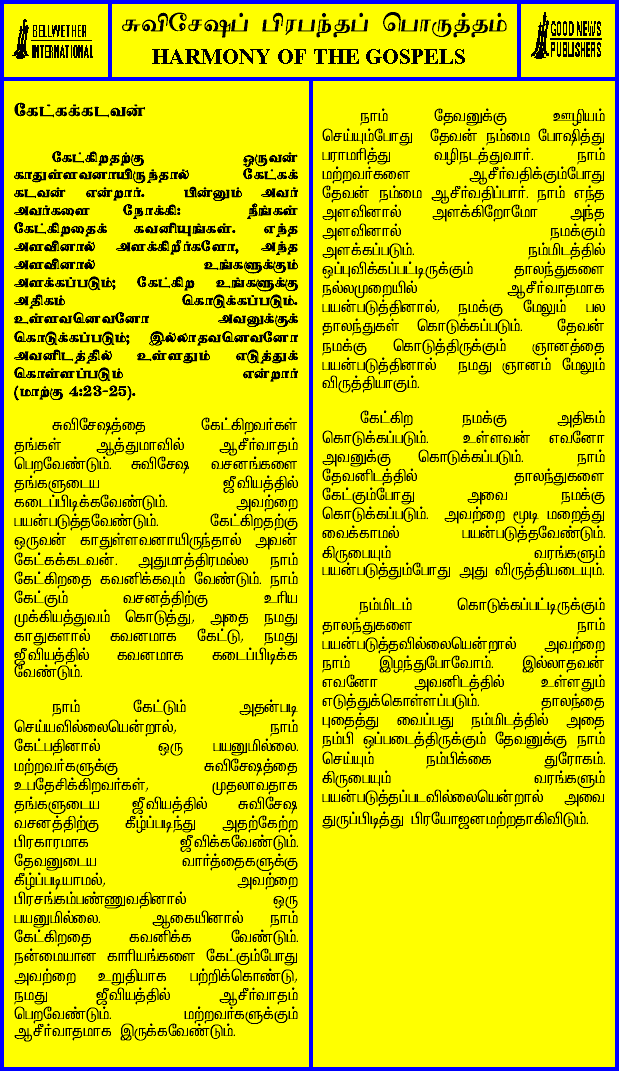 BELLWETHER
INTERNATIONAL
சுவிசேஷப் பிரபந்தப் பொருத்தம்
HARMONY OF THE GOSPELS
GOOD NEWS
PUBLISHERS
கேட்கக்கடவன்
கேட்கிறதற்கு ஒருவன்
காதுள்ளவனாயிருந்தால் கேட்கக்
கடவன் என்றார். பின்னும் அவர்
அவர்களை நோக்கி: நீங்கள்
கேட்கிறதைக் கவனியுங்கள். எந்த
அளவினால் அளக்கிறீர்களோ, அந்த
அளவினால் உங்களுக்கும்
அளக்கப்படும்; கேட்கிற உங்களுக்கு
அதிகம் கொடுக்கப்படும்.
உள்ளவனெவனோ அவனுக்குக்
கொடுக்கப்படும்; இல்லாதவனெவனோ
அவனிடத்தில் உள்ளதும் எடுத்துக்
கொள்ளப்படும் என்றார்
(மாற்கு 4:23-25).
சுவிசேஷத்தை கேட்கிறவர்கள்
தங்கள் ஆத்துமாவில் ஆசீர்வாதம்
பெறவேண்டும். சுவிசேஷ வசனங்களை
தங்களுடைய ஜீவியத்தில்
கடைப்பிடிக்கவேண்டும். அவற்றை
பயன்படுத்தவேண்டும். கேட்கிறதற்கு
ஒருவன் காதுள்ளவனாயிருந்தால் அவன்
கேட்கக்கடவன். அதுமாத்திரமல்ல நாம்
கேட்கிறதை கவனிக்கவும் வேண்டும். நாம்
கேட்கும் வசனத்திற்கு உரிய
முக்கியத்துவம் கொடுத்து, அதை நமது
காதுகளால் கவனமாக கேட்டு, நமது
ஜீவியத்தில் கவனமாக கடைப்பிடிக்க
வேண்டும்.
நாம் கேட்டும் அதன்படி
செய்யவில்லையென்றால், நாம்
கேட்பதினால் ஒரு பயனுமில்லை.
மற்றவர்களுக்கு சுவிசேஷத்தை
உபதேசிக்கிறவர்கள், முதலாவதாக
தங்களுடைய ஜீவியத்தில் சுவிசேஷ
வசனத்திற்கு கீழ்ப்படிந்து அதற்கேற்ற
பிரகாரமாக ஜீவிக்கவேண்டும்.
தேவனுடைய வார்த்தைகளுக்கு
கீழ்ப்படியாமல், அவற்றை
பிரசங்கம்பண்ணுவதினால் ஒரு
பயனுமில்லை. ஆகையினால் நாம்
கேட்கிறதை கவனிக்க வேண்டும்.
நன்மையான காரியங்களை கேட்கும்போது
அவற்றை உறுதியாக பற்றிக்கொண்டு,
நமது ஜீவியத்தில் ஆசீர்வாதம்
பெறவேண்டும். மற்றவர்களுக்கும்
ஆசீர்வாதமாக இருக்கவேண்டும்.
நாம் தேவனுக்கு ஊழியம்
செய்யும்போது தேவன் நம்மை போஷித்து
பராமரித்து வழிநடத்துவார். நாம்
மற்றவர்களை ஆசீர்வதிக்கும்போது
தேவன் நம்மை ஆசீர்வதிப்பார். நாம் எந்த
அளவினால் அளக்கிறோமோ அந்த
அளவினால் நமக்கும்
அளக்கப்படும். நம்மிடத்தில்
ஒப்புவிக்கப்பட்டிருக்கும் தாலந்துகளை
நல்லமுறையில் ஆசீர்வாதமாக
பயன்படுத்தினால், நமக்கு மேலும் பல
தாலந்துகள் கொடுக்கப்படும். தேவன்
நமக்கு கொடுத்திருக்கும் ஞானத்தை
பயன்படுத்தினால் நமது ஞானம் மேலும்
விருத்தியாகும்.
கேட்கிற நமக்கு அதிகம்
கொடுக்கப்படும். உள்ளவன் எவனோ
அவனுக்கு கொடுக்கப்படும். நாம்
தேவனிடத்தில் தாலந்துகளை
கேட்கும்போது அவை நமக்கு
கொடுக்கப்படும். அவற்றை மூடி மறைத்து
வைக்காமல் பயன்படுத்தவேண்டும்.
கிருபையும் வரங்களும்
பயன்படுத்தும்போது அது விருத்தியடையும்.
நம்மிடம் கொடுக்கப்பட்டிருக்கும்
தாலந்துகளை நாம்
பயன்படுத்தவில்லையென்றால் அவற்றை
நாம் இழந்துபோவோம். இல்லாதவன்
எவனோ அவனிடத்தில் உள்ளதும்
எடுத்துக்கொள்ளப்படும். தாலந்தை
புதைத்து வைப்பது நம்மிடத்தில் அதை
நம்பி ஒப்படைத்திருக்கும் தேவனுக்கு நாம்
செய்யும் நம்பிக்கை துரோகம்.
கிருபையும் வரங்களும்
பயன்படுத்தப்படவில்லையென்றால் அவை
துருப்பிடித்து பிரயோஜனமற்றதாகிவிடும்.